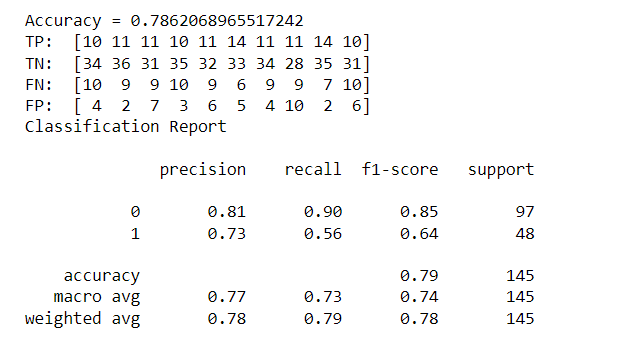 Accuracy = 0.7862068965517242
TP:  [10 11 11 10 11 14 11 11 14 10]
TN:  [34 36 31 35 32 33 34 28 35 31]
FN:  [10  9  9 10  9  6  9  9  7 10]
FP:  [ 4  2  7  3  6  5  4 10  2  6]
Classification Report
precision    recall  f1-score   support
0       0.81      0.90      0.85        97
1       0.73      0.56      0.64        48
accuracy                           0.79       145
macro avg       0.77      0.73      0.74       145
weighted avg       0.78      0.79      0.78       145